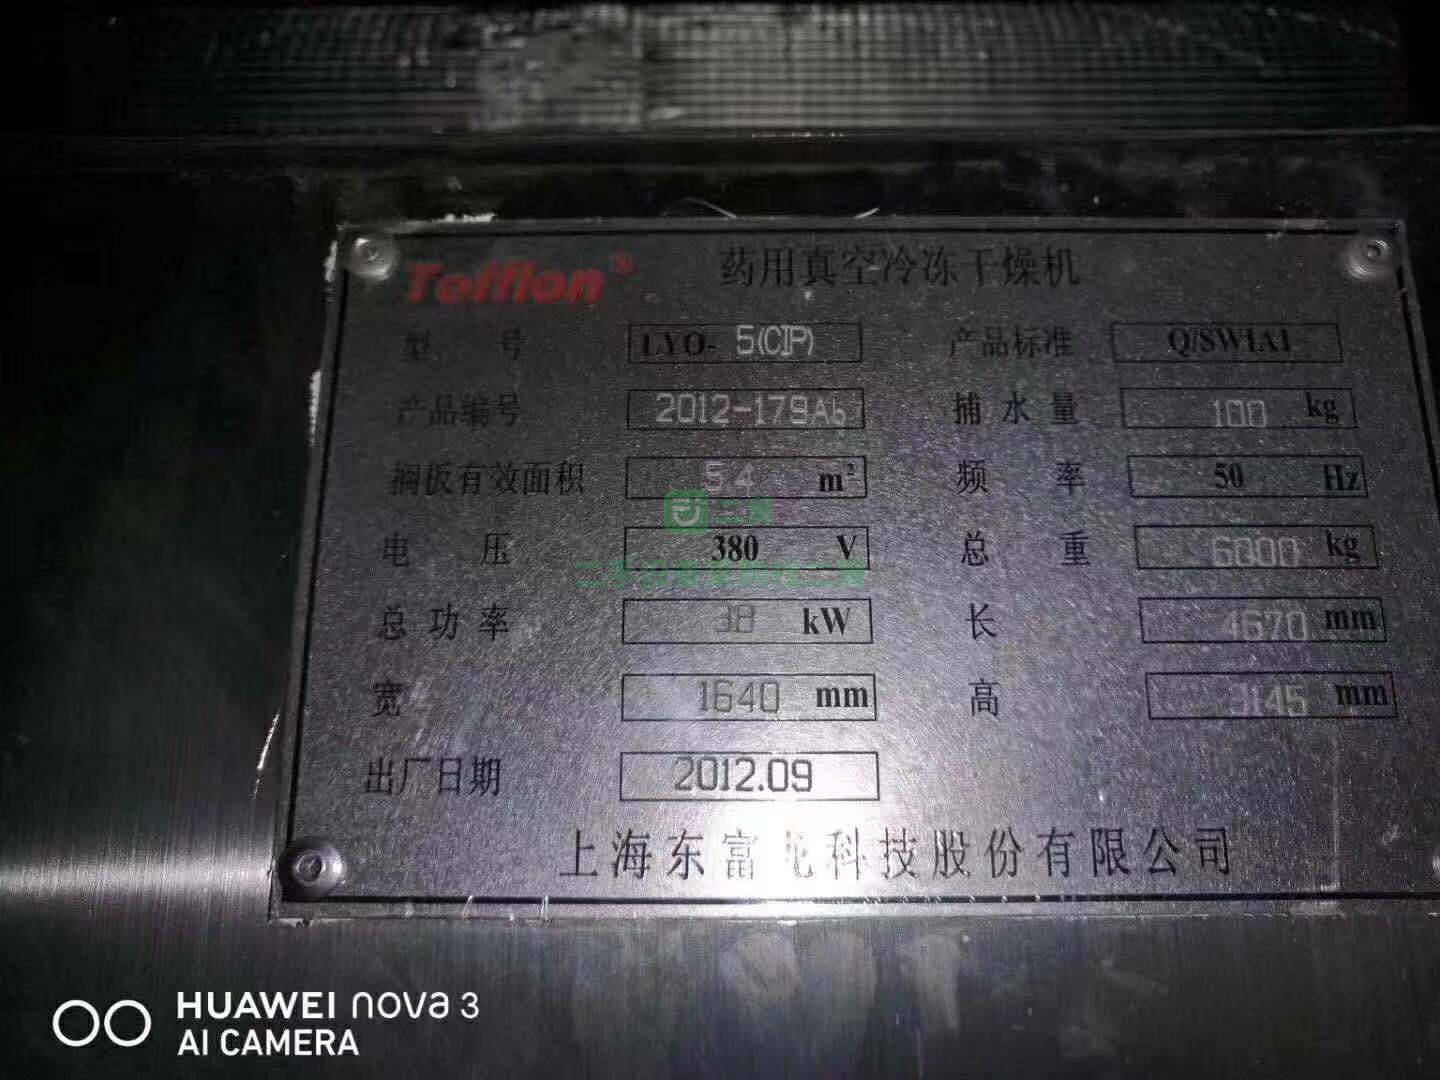 Tofflon® 药用真空冷冻干燥机
型 号 LYO- 5(CIP) 产品标准 Q/SWIA1
产品编号 2012-179Ab 捕水量 100 kg
搁板有效面积 5.4 m² 频 率 50 Hz
电 压 380 V 总 重 6000 kg
总功率 38 kW 长 4670 mm
宽 1640 mm 高 3145 mm
出厂日期 2012.09
上海东富龙科技股份有限公司
HUAWEI nova 3
AI CAMERA